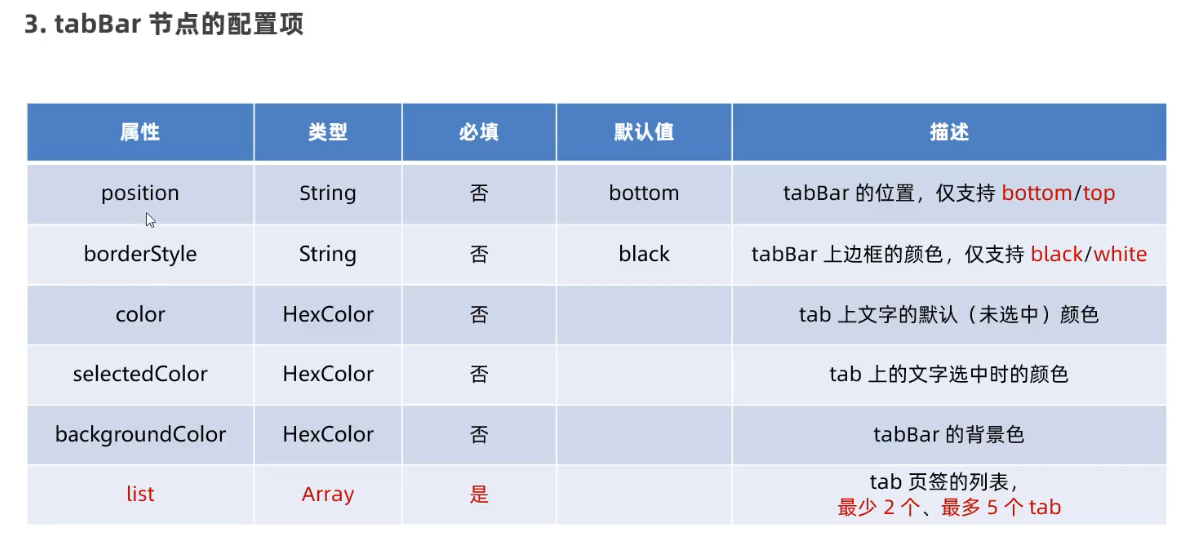 3. tabBar 节点的配置项
属性 类型 必填 默认值 描述
position String 否 bottom tabBar 的位置，仅支持 bottom/top
borderStyle String 否 black tabBar 上边框的颜色，仅支持 black/white
color HexColor 否 tab 上文字的默认（未选中）颜色
selectedColor HexColor 否 tab 上的文字选中时的颜色
backgroundColor HexColor 否 tabBar 的背景色
list Array 是 tab 页签的列表，
最少 2 个、最多 5 个 tab